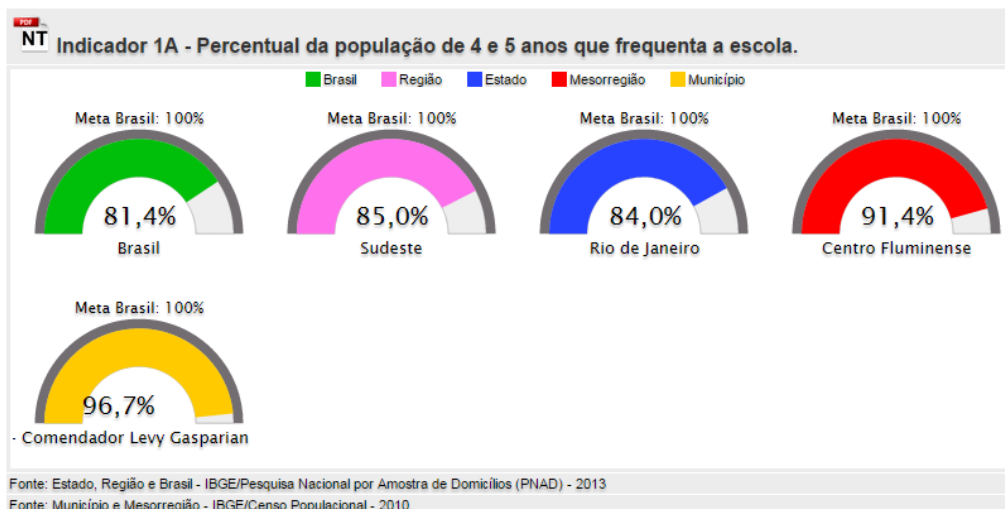 PDF
NT
Indicador 1A - Percentual da população de 4 e 5 anos que frequenta a escola.
Brasil Região Estado Mesorregião Município
Meta Brasil: 100% Meta Brasil: 100% Meta Brasil: 100% Meta Brasil: 100%
81,4% 85,0% 84,0% 91,4%
Brasil Sudeste Rio de Janeiro Centro Fluminense
Meta Brasil: 100%
96,7%
- Comendador Levy Gasparian
Fonte: Estado, Região e Brasil - IBGE/Pesquisa Nacional por Amostra de Domicílios (PNAD) - 2013
Fonte: Município e Mesorregião - IBGE/Censo Populacional - 2010